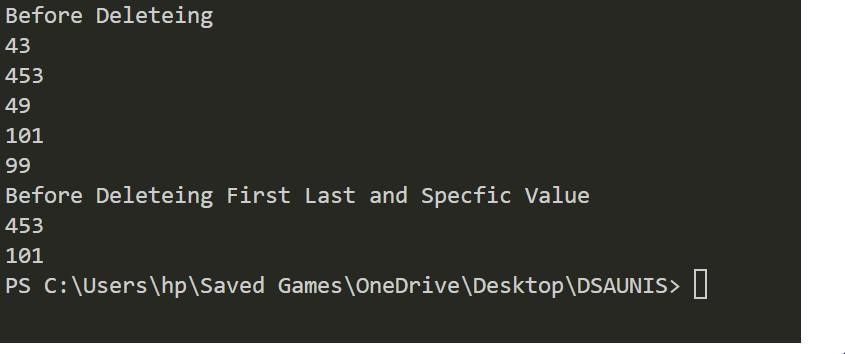 Before Deleteing
43
453
49
101
99
Before Deleteing First Last and Specfic Value
453
101
PS C:\Users\hp\Saved Games\OneDrive\Desktop\DSAUNIS>